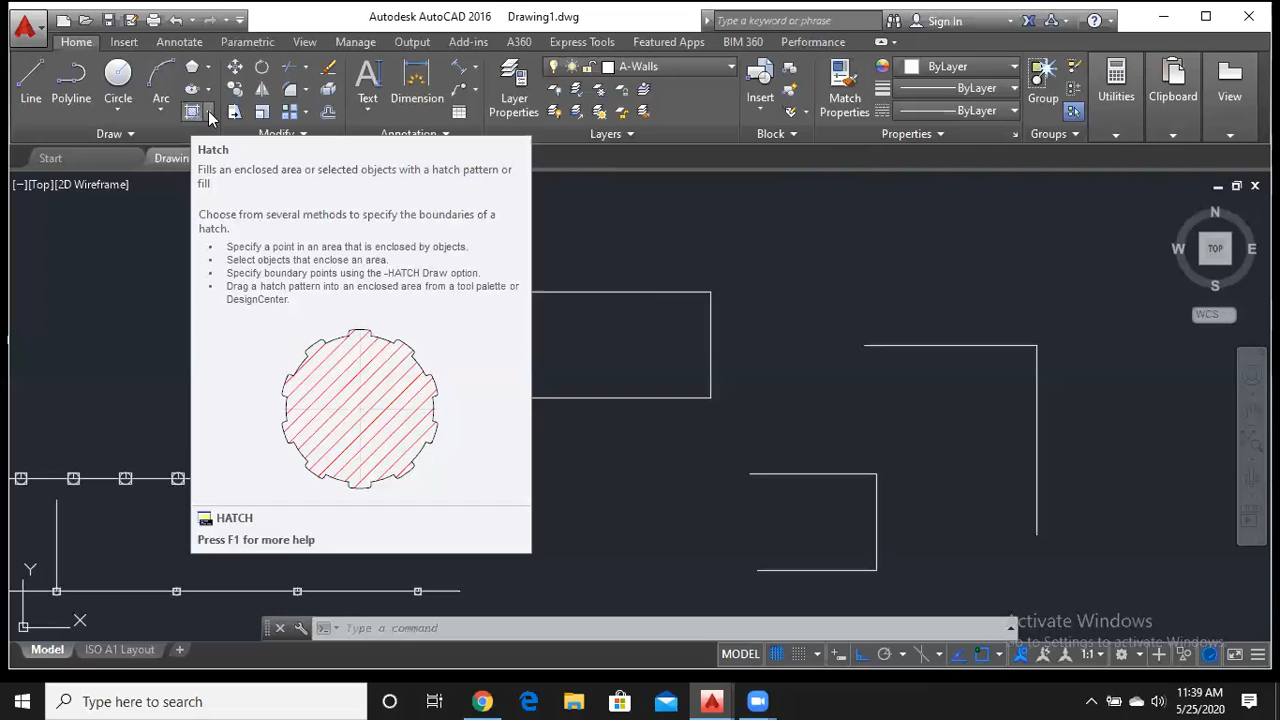 Autodesk AutoCAD 2016 Drawing1.dwg
Type a keyword or phrase
Sign In
Home Insert Annotate Parametric View Manage Output Add-ins A360 Express Tools Featured Apps BIM 360 Performance
A-Walls
ByLayer
ByLayer
ByLayer
Line Polyline Circle Arc Text Dimension Layer Properties Insert Match Properties Group Utilities Clipboard View
Draw Modify Annotation Layers Block Properties Groups
Start Drawin
[−][Top][2D Wireframe]
Hatch
Fills an enclosed area or selected objects with a hatch pattern or
fill
Choose from several methods to specify the boundaries of a
hatch.
• Specify a point in an area that is enclosed by objects.
• Select objects that enclose an area.
• Specify boundary points using the -HATCH Draw option.
• Drag a hatch pattern into an enclosed area from a tool palette or
DesignCenter.
HATCH
Press F1 for more help
N
W TOP E
S
WCS
Y
X
Type a command
Activate Windows
Go to Settings to activate Windows.
Model ISO A1 Layout +
MODEL 1:1
Type here to search
11:39 AM
5/25/2020